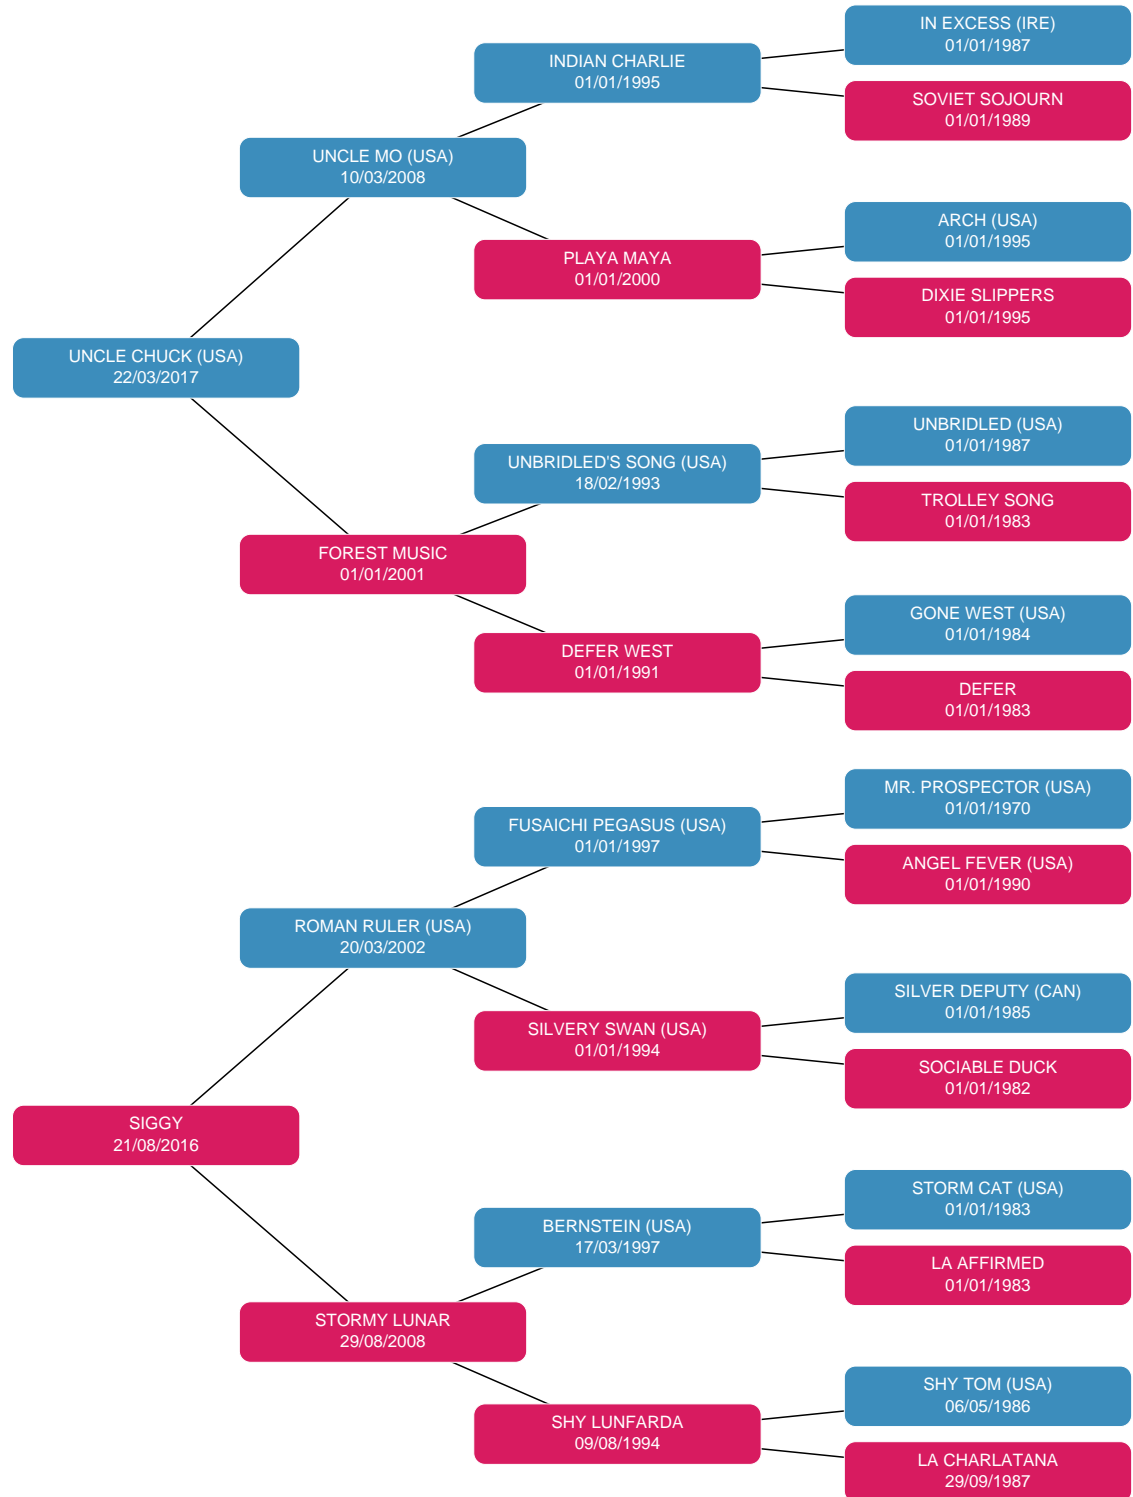 IN EXCESS (IRE)
01/01/1987
INDIAN CHARLIE
01/01/1995
SOVIET SOJOURN
01/01/1989
UNCLE MO (USA)
10/03/2008
ARCH (USA)
01/01/1995
PLAYA MAYA
01/01/2000
DIXIE SLIPPERS
01/01/1995
UNCLE CHUCK (USA)
22/03/2017
UNBRIDLED (USA)
01/01/1987
UNBRIDLED'S SONG (USA)
18/02/1993
TROLLEY SONG
01/01/1983
FOREST MUSIC
01/01/2001
GONE WEST (USA)
01/01/1984
DEFER WEST
01/01/1991
DEFER
01/01/1983
MR. PROSPECTOR (USA)
01/01/1970
FUSAICHI PEGASUS (USA)
01/01/1997
ANGEL FEVER (USA)
01/01/1990
ROMAN RULER (USA)
20/03/2002
SILVER DEPUTY (CAN)
01/01/1985
SILVERY SWAN (USA)
01/01/1994
SOCIABLE DUCK
01/01/1982
SIGGY
21/08/2016
STORM CAT (USA)
01/01/1983
BERNSTEIN (USA)
17/03/1997
LA AFFIRMED
01/01/1983
STORMY LUNAR
29/08/2008
SHY TOM (USA)
06/05/1986
SHY LUNFARDA
09/08/1994
LA CHARLATANA
29/09/1987